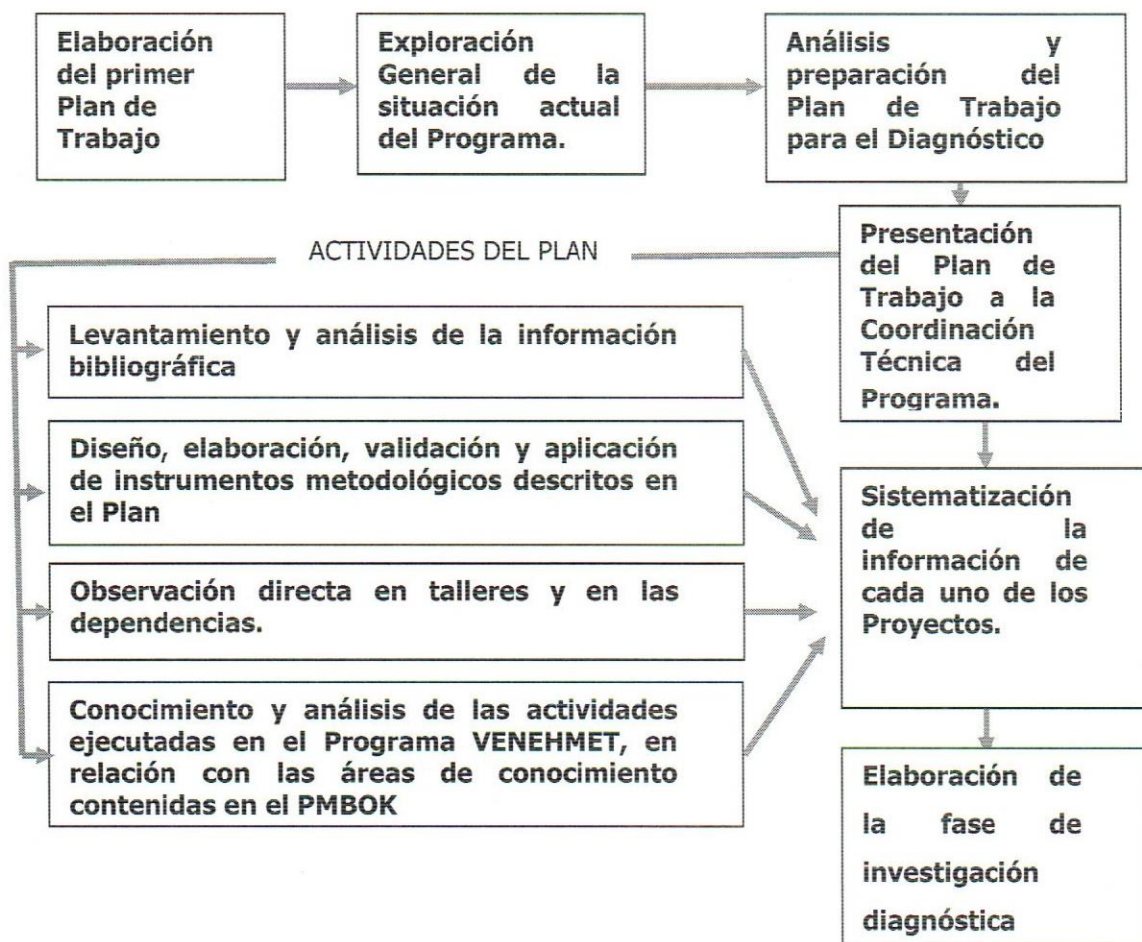 Elaboración
del primer
Plan de
Trabajo
Exploración
General de la
situación actual
del Programa.
Análisis y
preparación del
Plan de Trabajo
para el Diagnóstico
Presentación
del Plan de
Trabajo a la
Coordinación
Técnica del
Programa.
ACTIVIDADES DEL PLAN
Levantamiento y análisis de la información
bibliográfica
Diseño, elaboración, validación y aplicación
de instrumentos metodológicos descritos en
el Plan
Observación directa en talleres y en las
dependencias.
Conocimiento y análisis de las actividades
ejecutadas en el Programa VENEHMET, en
relación con las áreas de conocimiento
contenidas en el PMBOK
Sistematización
de la
información de
cada uno de los
Proyectos.
Elaboración de
la fase de
investigación
diagnóstica